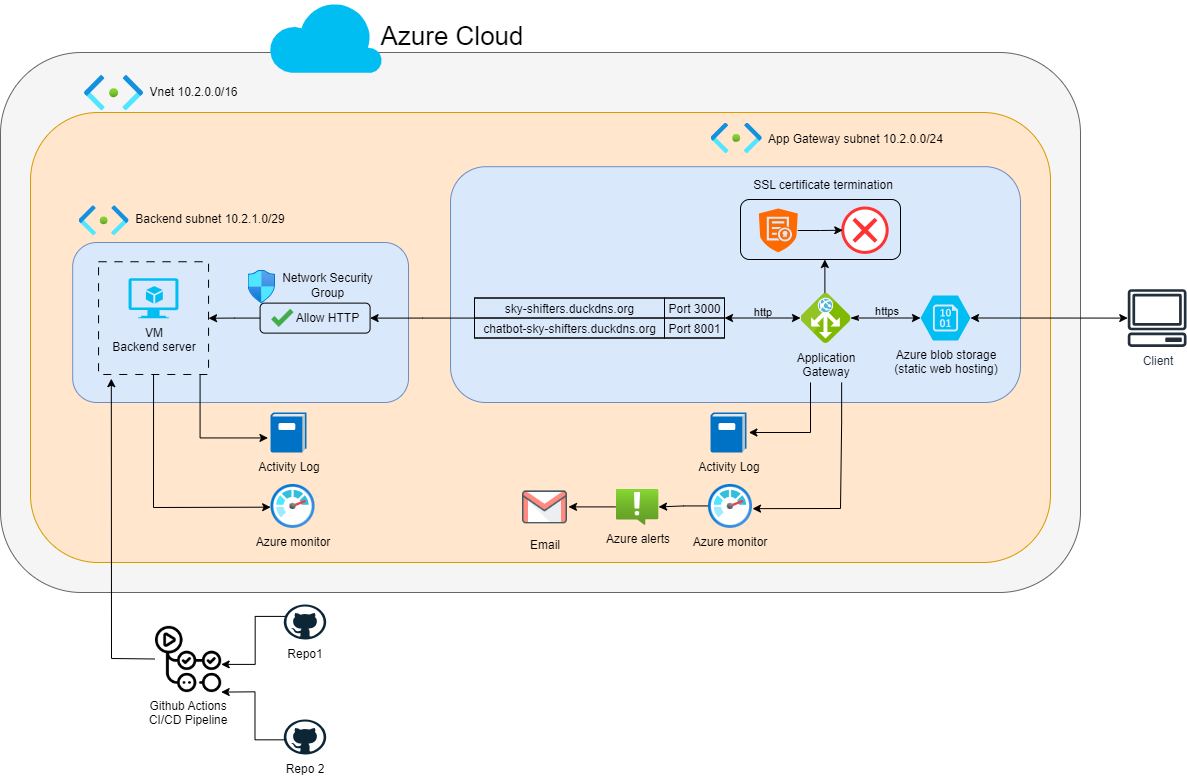 Azure Cloud
Vnet 10.2.0.0/16
App Gateway subnet 10.2.0.0/24
SSL certificate termination
Backend subnet 10.2.1.0/29
Network Security
Group
Allow HTTP
VM
Backend server
sky-shifters.duckdns.org Port 3000
chatbot-sky-shifters.duckdns.org Port 8001
http
https
10
01
Application
Gateway
Azure blob storage
(static web hosting)
Client
Activity Log
Activity Log
Azure monitor
Email
Azure alerts
Azure monitor
Repo1
Github Actions
CI/CD Pipeline
Repo 2